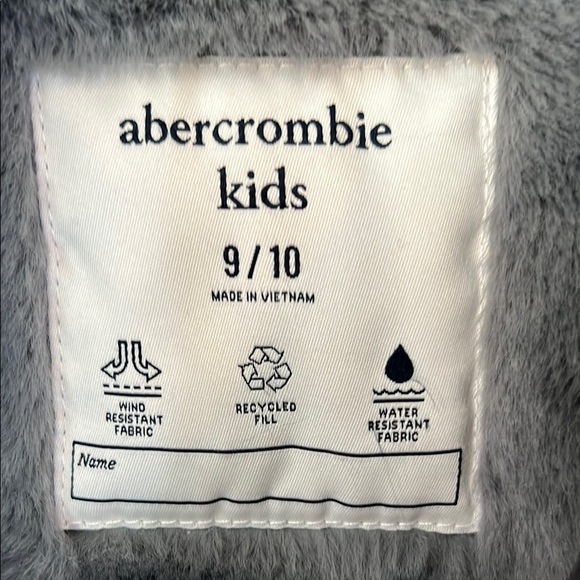 abercrombie
kids
9/10
MADE IN VIETNAM
WIND
RESISTANT
FABRIC
RECYCLED
FILL
WATER
RESISTANT
FABRIC
Name